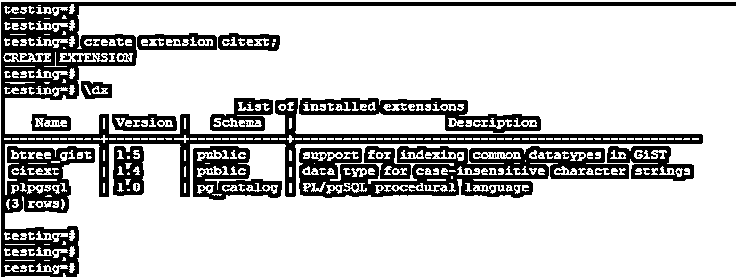 testing=#
testing=#
testing=# create extension citext;
CREATE EXTENSION
testing=#
testing=# \dx
List of installed extensions
Name | Version | Schema | Description
btree_gist | 1.5 | public | support for indexing common datatypes in GiST
citext | 1.4 | public | data type for case-insensitive character strings
plpgsql | 1.0 | pg_catalog | PL/pgSQL procedural language
(3 rows)
testing=#
testing=#
testing=#